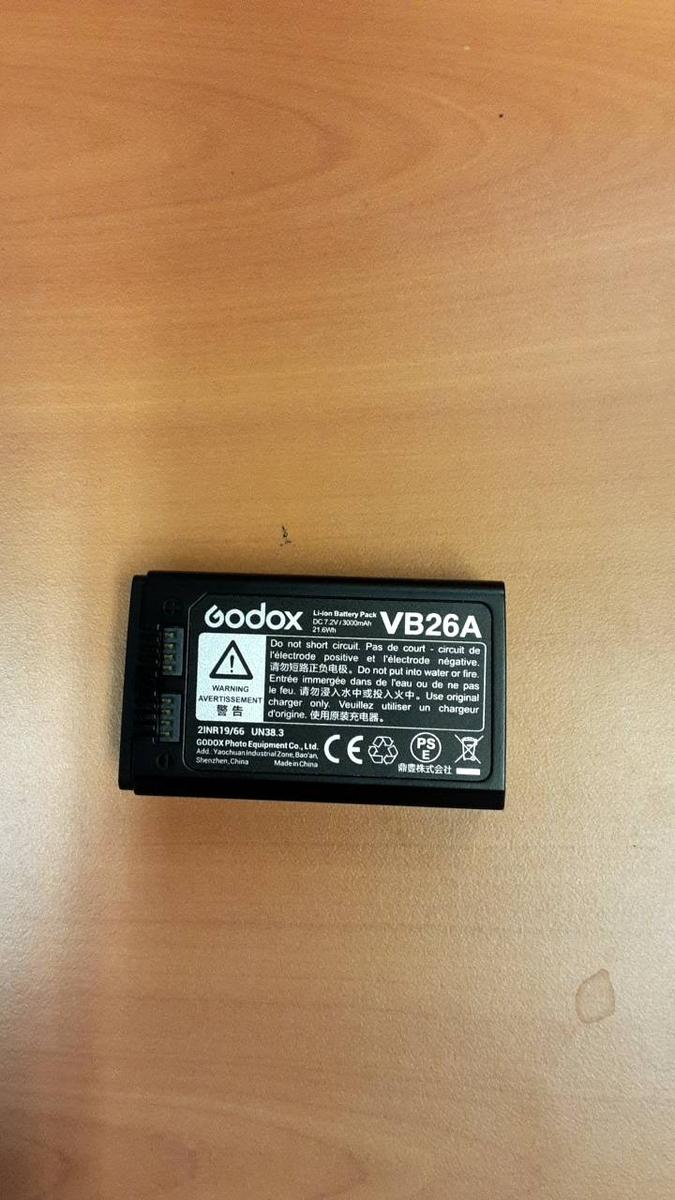 Godox Li-ion Battery Pack VB26A
DC 7.2V / 3000mAh
21.6Wh
WARNING
AVERTISSEMENT
警告
Do not short circuit. Pas de court - circuit de
l'électrode positive et l'électrode négative.
请勿短路正负电极。Do not put into water or fire.
Entrée immergée dans de l'eau ou de ne pas
le feu. 请勿浸入水中或投入火中。Use original
charger only. Veuillez utiliser un chargeur
d'origine. 使用原装充电器。
2INR19/66 UN38.3
GODOX Photo Equipment Co., Ltd.
Add.: Yaochuan Industrial Zone, Bao'an,
Shenzhen, China Made in China
CE
PS
E
鼎豊株式会社